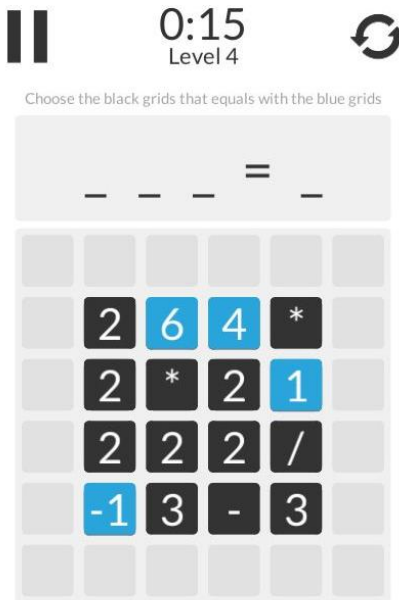 0:15
Level 4
Choose the black grids that equals with the blue grids
_ _ _ = _
2 6 4 *
2 * 2 1
2 2 2 /
-1 3 - 3